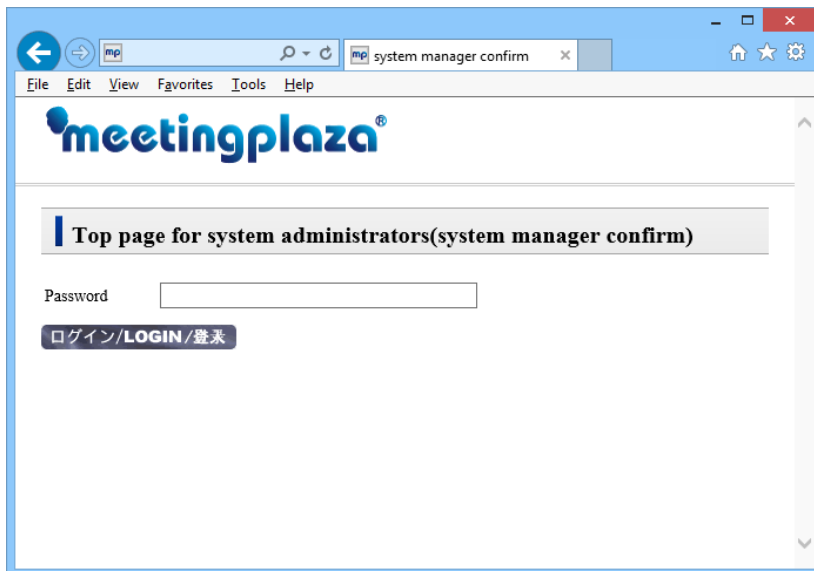 mp
mp system manager confirm
File Edit View Favorites Tools Help
meetingplaza®
Top page for system administrators(system manager confirm)
Password
ログイン/LOGIN/登录